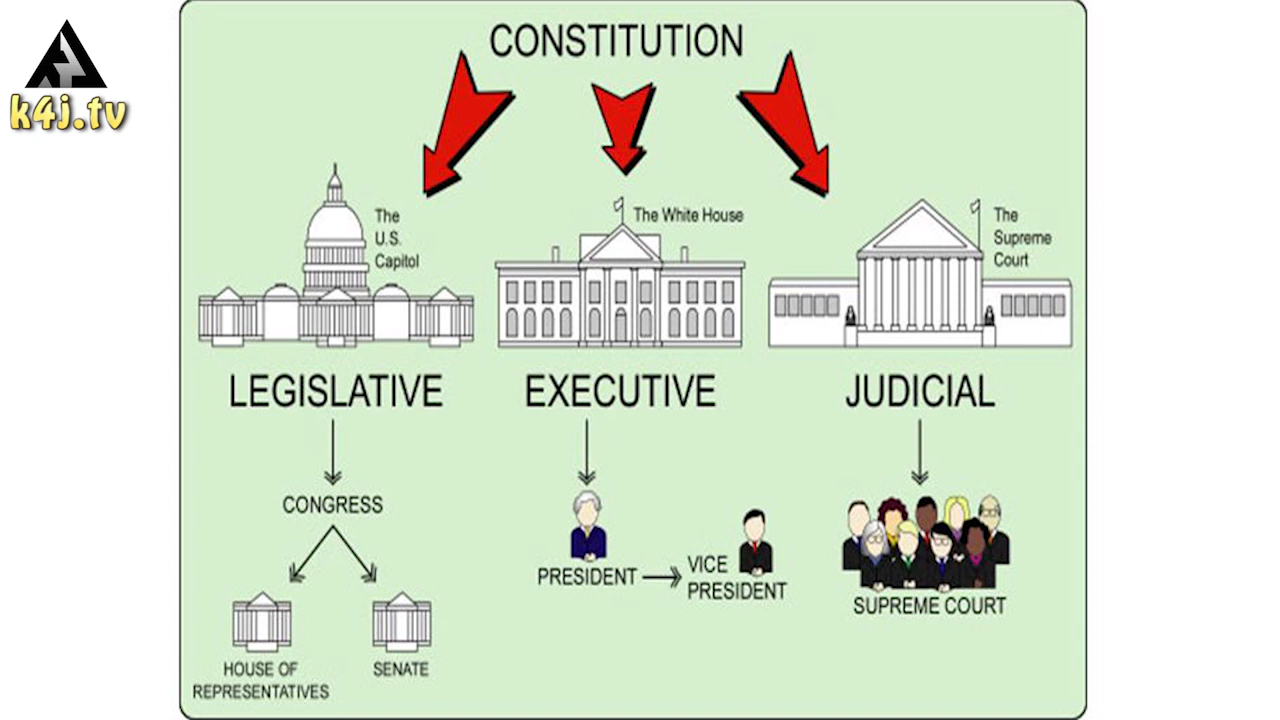 k4j.tv
CONSTITUTION
The
U.S.
Capitol
The White House
The
Supreme
Court
LEGISLATIVE
EXECUTIVE
JUDICIAL
CONGRESS
HOUSE OF
REPRESENTATIVES
SENATE
PRESIDENT
VICE
PRESIDENT
SUPREME COURT